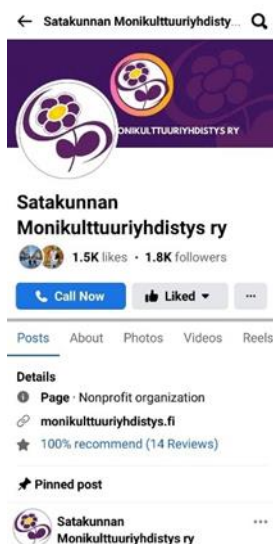 Satakunnan Monikulttuuriyhdisty...
ONIKULTTUURIYHDISTYS RY
Satakunnan
Monikulttuuriyhdistys ry
1.5K likes · 1.8K followers
Call Now
Liked
Posts About Photos Videos Reels
Details
Page · Nonprofit organization
monikulttuuriyhdistys.fi
100% recommend (14 Reviews)
Pinned post
Satakunnan
Monikulttuuriyhdistys ry